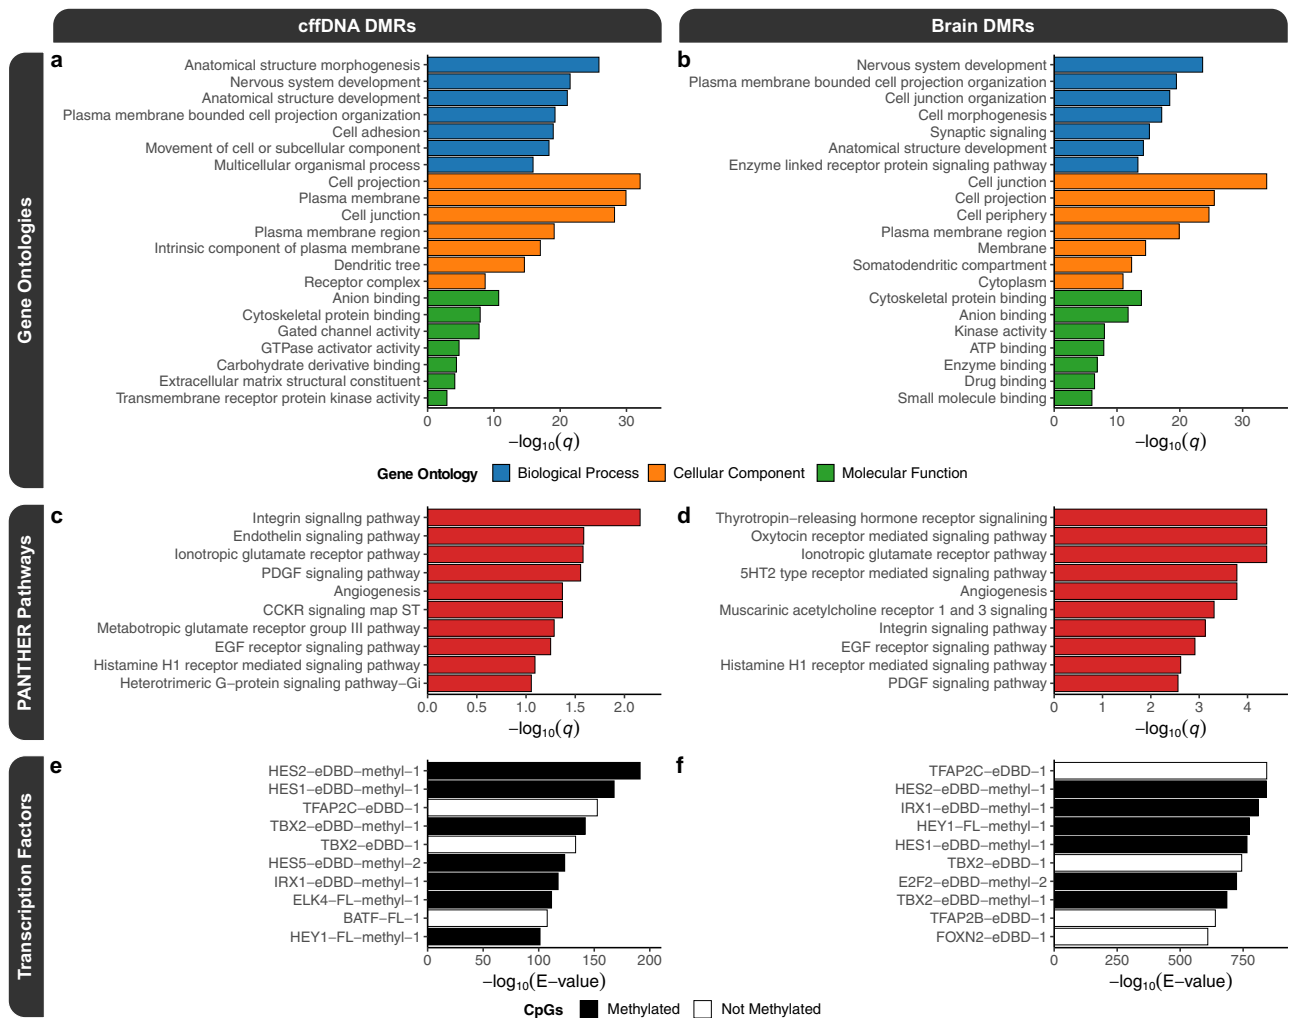 cffDNA DMRs
Brain DMRs
Gene Ontologies
a
Anatomical structure morphogenesis
Nervous system development
Anatomical structure development
Plasma membrane bounded cell projection organization
Cell adhesion
Movement of cell or subcellular component
Multicellular organismal process
Cell projection
Plasma membrane
Cell junction
Plasma membrane region
Intrinsic component of plasma membrane
Dendritic tree
Receptor complex
Anion binding
Cytoskeletal protein binding
Gated channel activity
GTPase activator activity
Carbohydrate derivative binding
Extracellular matrix structural constituent
Transmembrane receptor protein kinase activity
0 10 20 30
−log₁₀(q)
b
Nervous system development
Plasma membrane bounded cell projection organization
Cell junction organization
Cell morphogenesis
Synaptic signaling
Anatomical structure development
Enzyme linked receptor protein signaling pathway
Cell junction
Cell projection
Cell periphery
Plasma membrane region
Membrane
Somatodendritic compartment
Cytoplasm
Cytoskeletal protein binding
Anion binding
Kinase activity
ATP binding
Enzyme binding
Drug binding
Small molecule binding
0 10 20 30
−log₁₀(q)
Gene Ontology Biological Process Cellular Component Molecular Function
PANTHER Pathways
c
Integrin signalIng pathway
Endothelin signaling pathway
Ionotropic glutamate receptor pathway
PDGF signaling pathway
Angiogenesis
CCKR signaling map ST
Metabotropic glutamate receptor group III pathway
EGF receptor signaling pathway
Histamine H1 receptor mediated signaling pathway
Heterotrimeric G−protein signaling pathway−Gi
0.0 0.5 1.0 1.5 2.0
−log₁₀(q)
d
Thyrotropin−releasing hormone receptor signalining
Oxytocin receptor mediated signaling pathway
Ionotropic glutamate receptor pathway
5HT2 type receptor mediated signaling pathway
Angiogenesis
Muscarinic acetylcholine receptor 1 and 3 signaling
Integrin signaling pathway
EGF receptor signaling pathway
Histamine H1 receptor mediated signaling pathway
PDGF signaling pathway
0 1 2 3 4
−log₁₀(q)
Transcription Factors
e
HES2−eDBD−methyl−1
HES1−eDBD−methyl−1
TFAP2C−eDBD−1
TBX2−eDBD−methyl−1
TBX2−eDBD−1
HES5−eDBD−methyl−2
IRX1−eDBD−methyl−1
ELK4−FL−methyl−1
BATF−FL−1
HEY1−FL−methyl−1
0 50 100 150 200
−log₁₀(E−value)
f
TFAP2C−eDBD−1
HES2−eDBD−methyl−1
IRX1−eDBD−methyl−1
HEY1−FL−methyl−1
HES1−eDBD−methyl−1
TBX2−eDBD−1
E2F2−eDBD−methyl−2
TBX2−eDBD−methyl−1
TFAP2B−eDBD−1
FOXN2−eDBD−1
0 250 500 750
−log₁₀(E−value)
CpGs Methylated Not Methylated